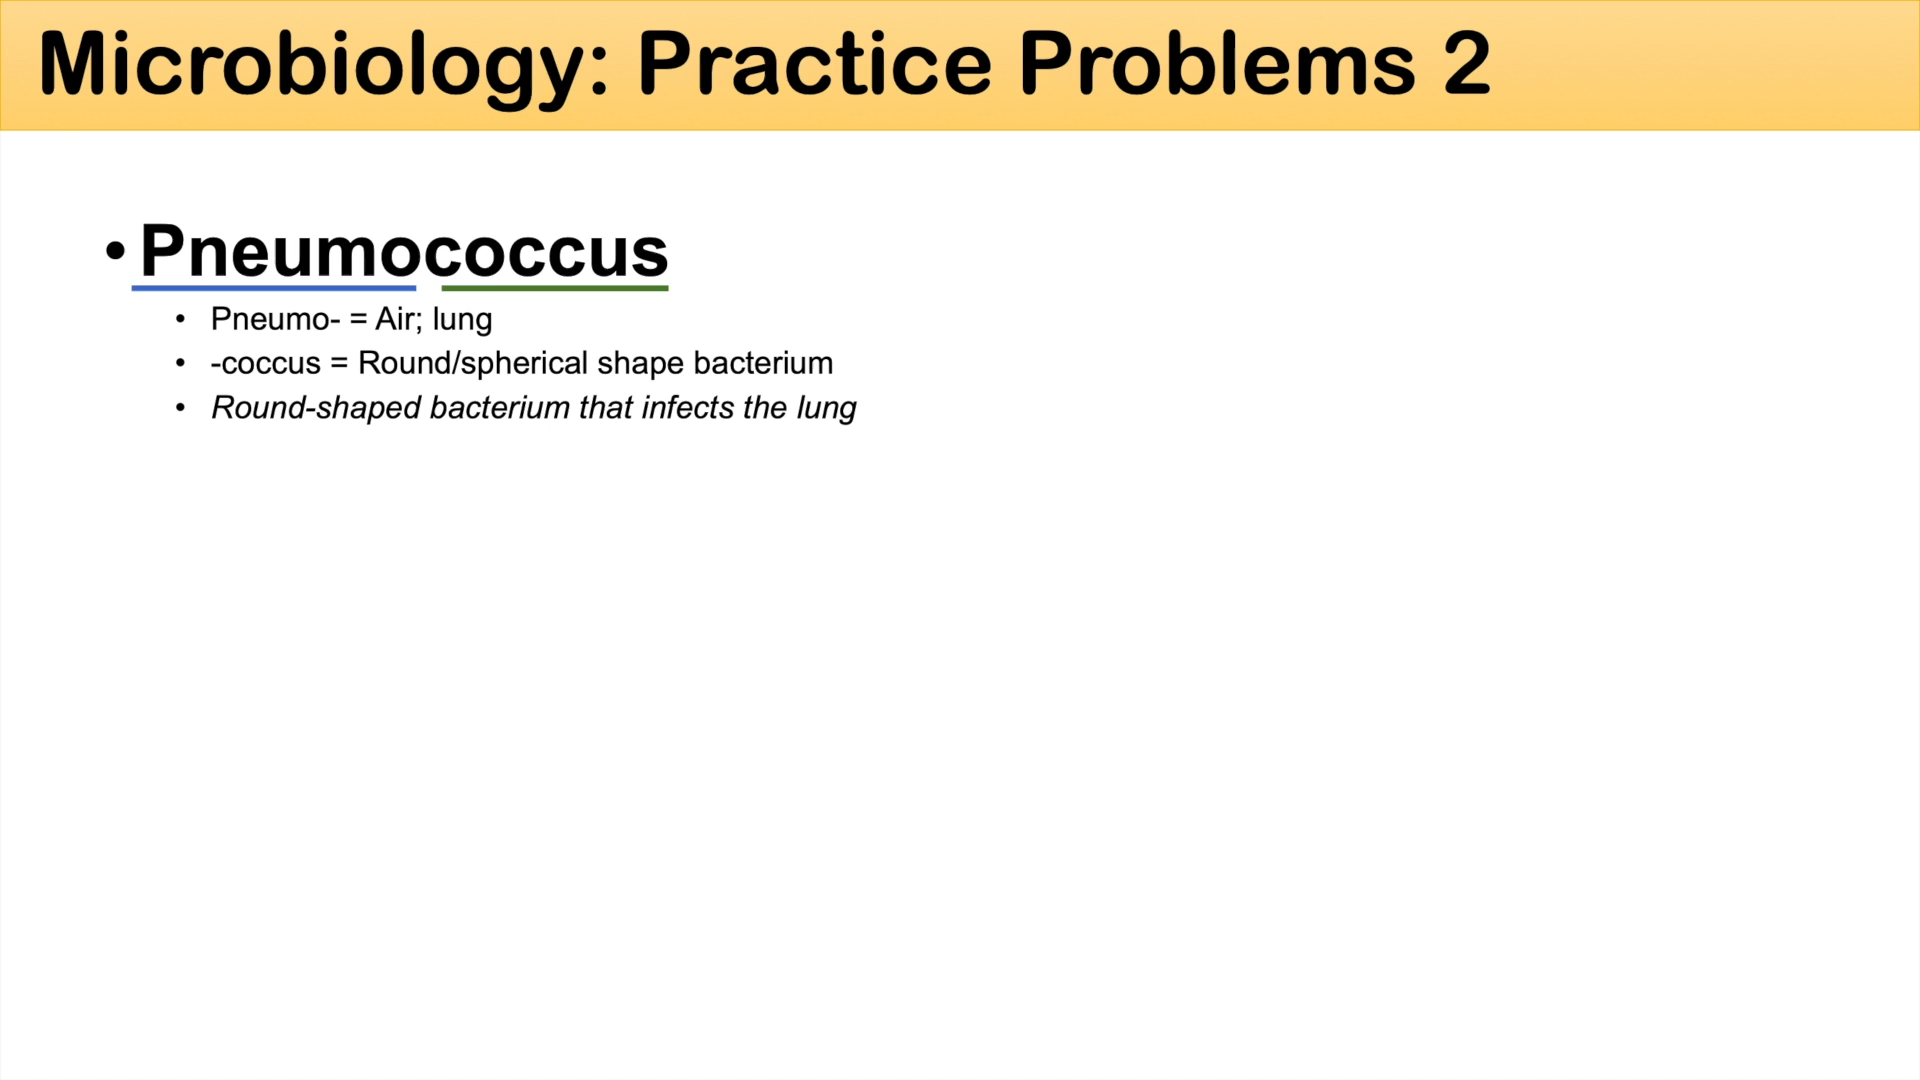 Microbiology: Practice Problems 2
• Pneumococcus
• Pneumo- = Air; lung
• -coccus = Round/spherical shape bacterium
• Round-shaped bacterium that infects the lung